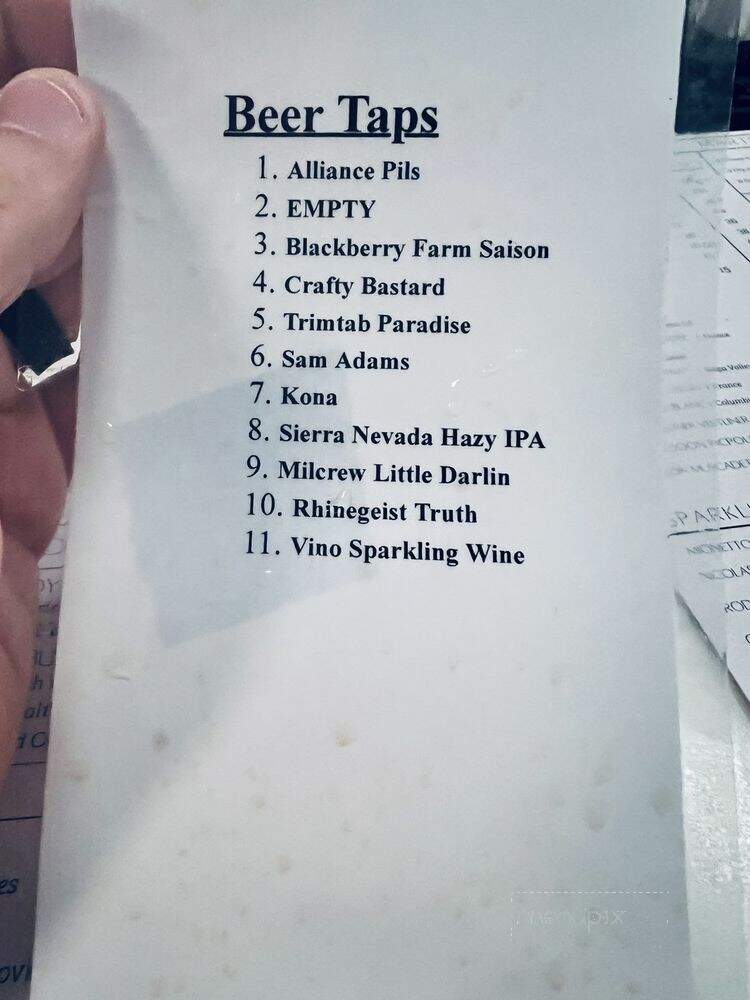 Beer Taps
1. Alliance Pils
2. EMPTY
3. Blackberry Farm Saison
4. Crafty Bastard
5. Trimtab Paradise
6. Sam Adams
7. Kona
8. Sierra Nevada Hazy IPA
9. Milcrew Little Darlin
10. Rhinegeist Truth
11. Vino Sparkling Wine